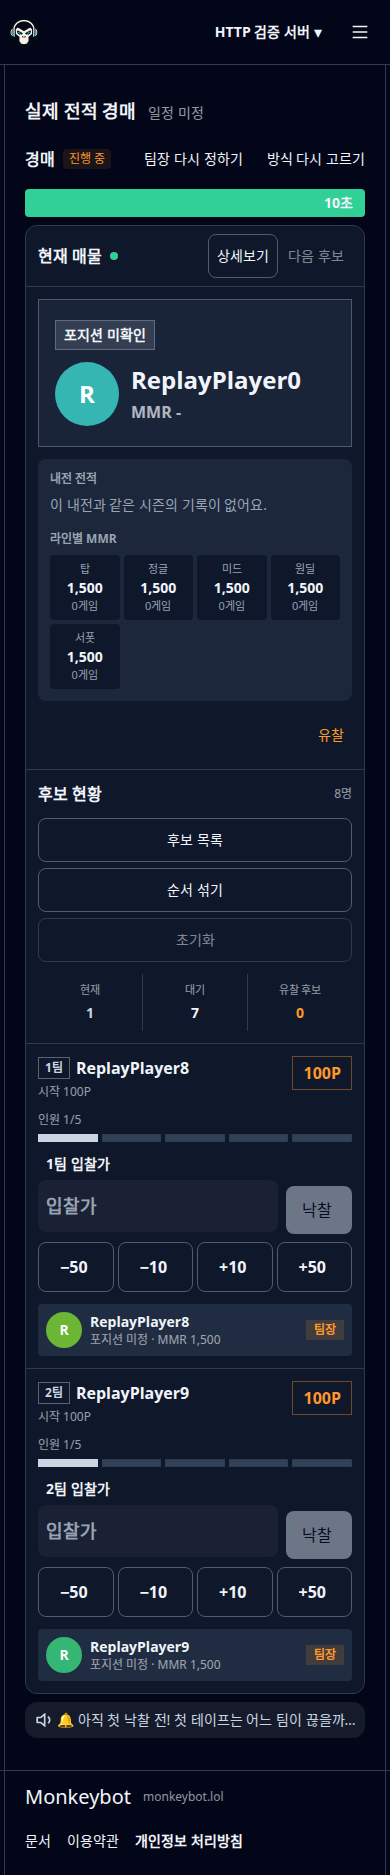 HTTP 검증 서버 ▾
실제 전적 경매 일정 미정
경매 진행 중 팀장 다시 정하기 방식 다시 고르기
10초
현재 매물 상세보기 다음 후보
포지션 미확인
R ReplayPlayer0
MMR -
내전 전적
이 내전과 같은 시즌의 기록이 없어요.
라인별 MMR
탑 정글 미드 원딜
1,500 1,500 1,500 1,500
0게임 0게임 0게임 0게임
서폿
1,500
0게임
유찰
후보 현황 8명
후보 목록
순서 섞기
초기화
현재 대기 유찰 후보
1 7 0
1팀 ReplayPlayer8 100P
시작 100P
인원 1/5
1팀 입찰가
입찰가 낙찰
−50 −10 +10 +50
R ReplayPlayer8 팀장
포지션 미정 · MMR 1,500
2팀 ReplayPlayer9 100P
시작 100P
인원 1/5
2팀 입찰가
입찰가 낙찰
−50 −10 +10 +50
R ReplayPlayer9 팀장
포지션 미정 · MMR 1,500
🔔 아직 첫 낙찰 전! 첫 테이프는 어느 팀이 끊을까...
Monkeybot monkeybot.lol
문서 이용약관 개인정보 처리방침